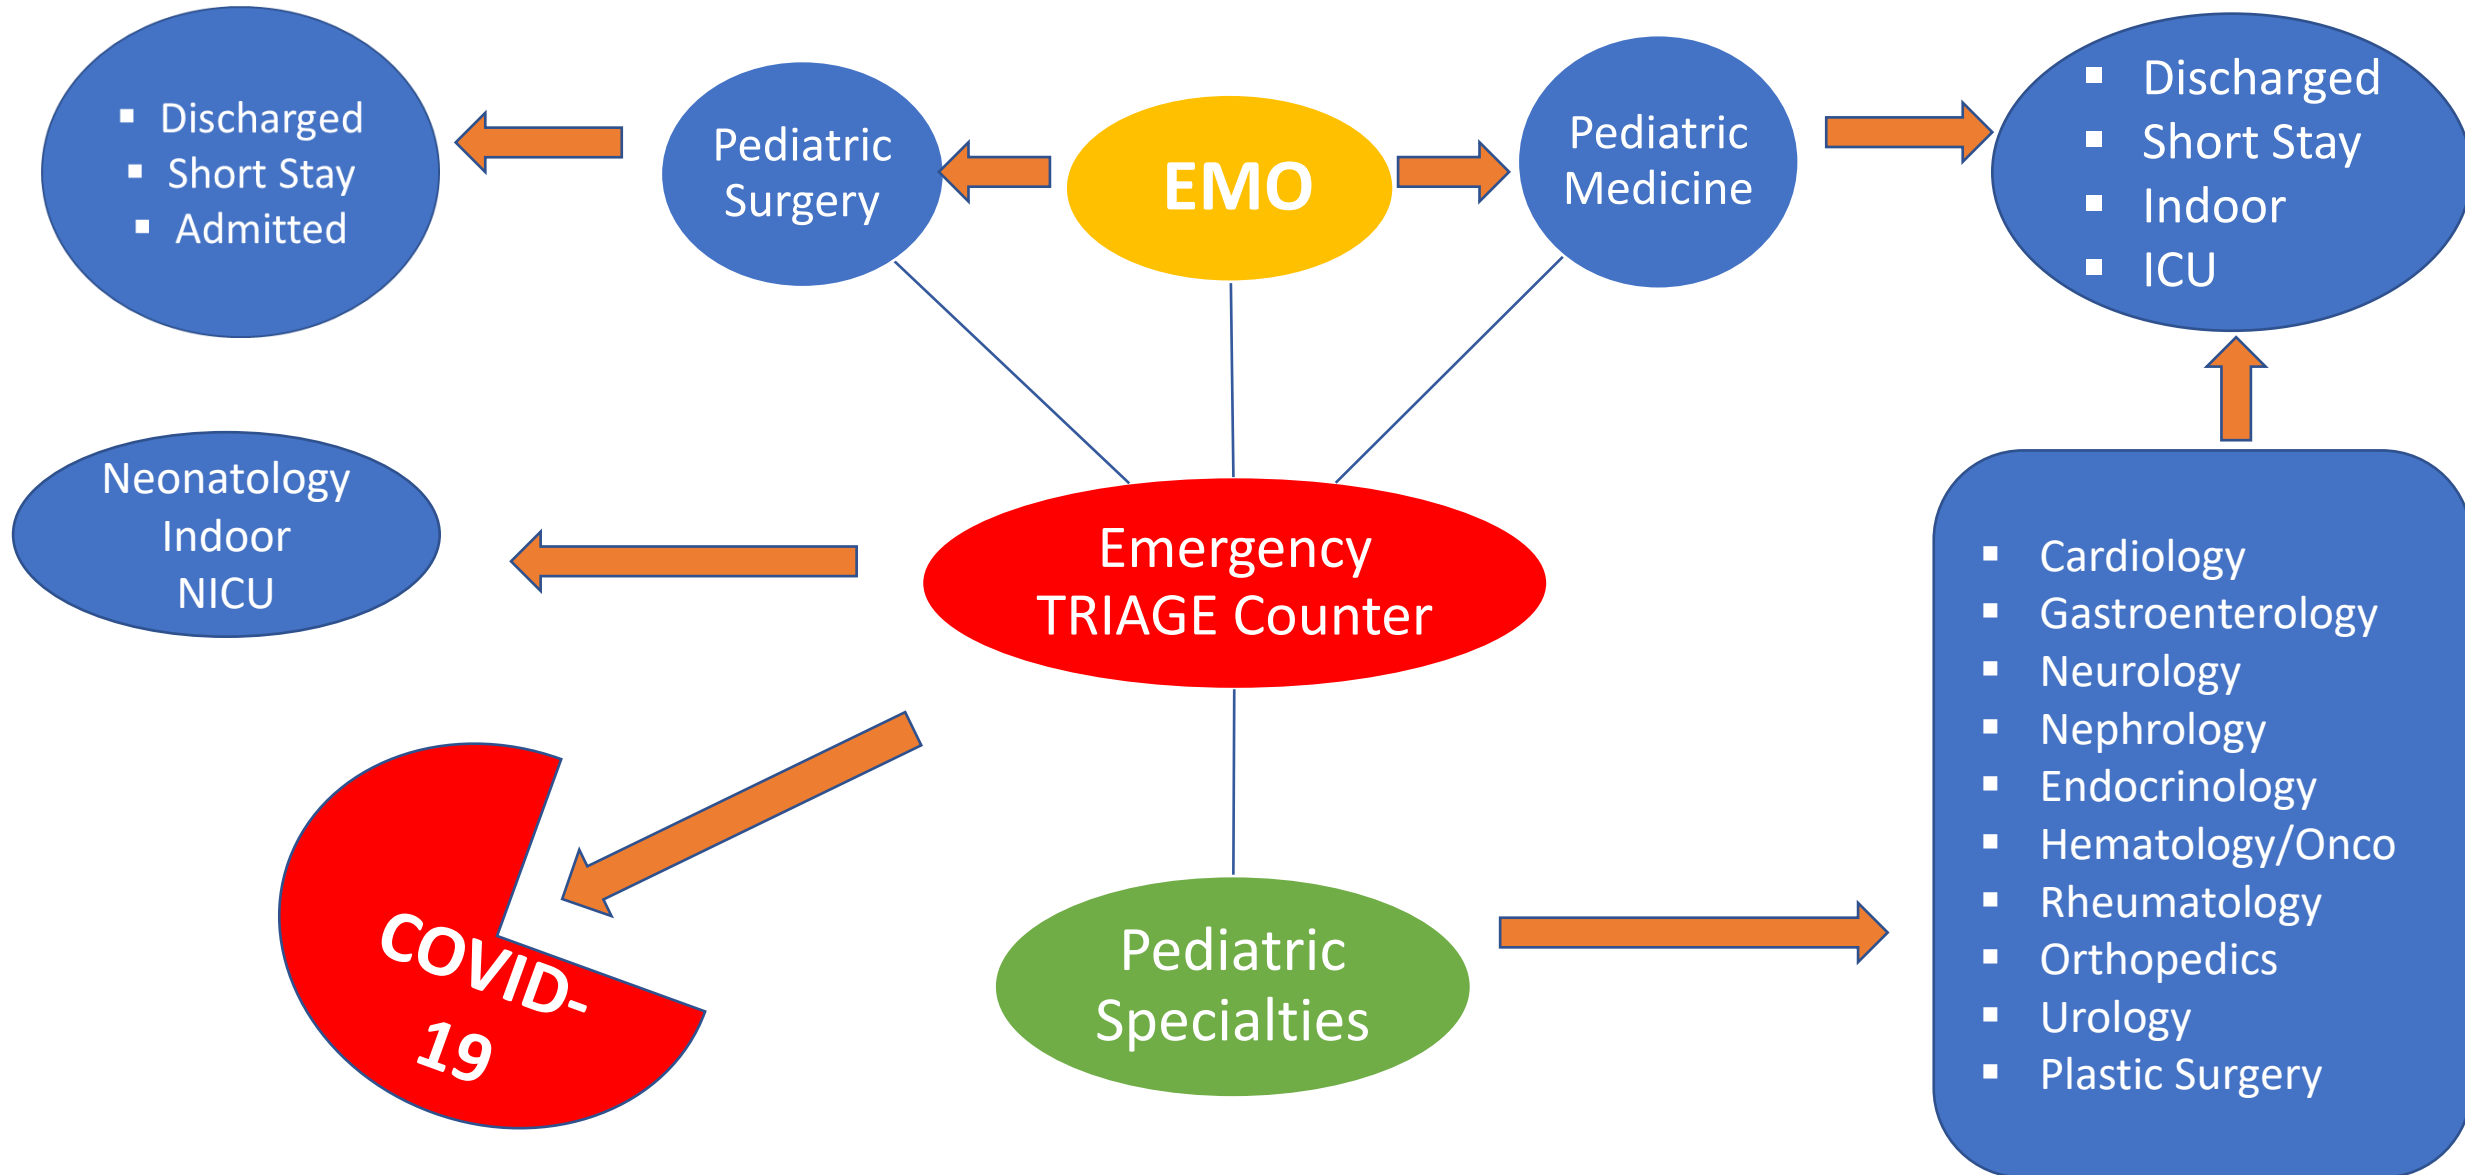 ▪ Discharged
▪ Short Stay
▪ Admitted
Pediatric
Surgery
EMO
Pediatric
Medicine
▪ Discharged
▪ Short Stay
▪ Indoor
▪ ICU
Neonatology
Indoor
NICU
Emergency
TRIAGE Counter
COVID-
19
Pediatric
Specialties
▪ Cardiology
▪ Gastroenterology
▪ Neurology
▪ Nephrology
▪ Endocrinology
▪ Hematology/Onco
▪ Rheumatology
▪ Orthopedics
▪ Urology
▪ Plastic Surgery